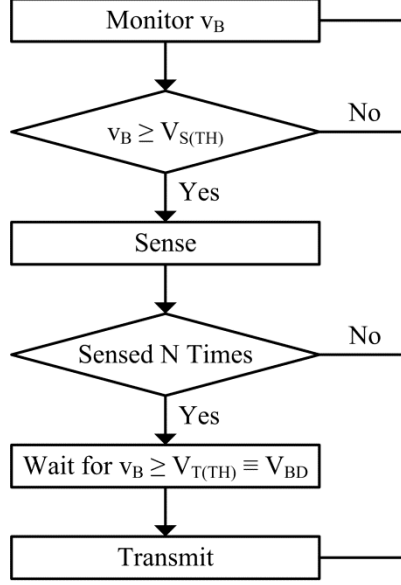 Monitor v_B
v_B ≥ V_S(TH)
No
Yes
Sense
Sensed N Times
No
Yes
Wait for v_B ≥ V_T(TH) ≡ V_BD
Transmit